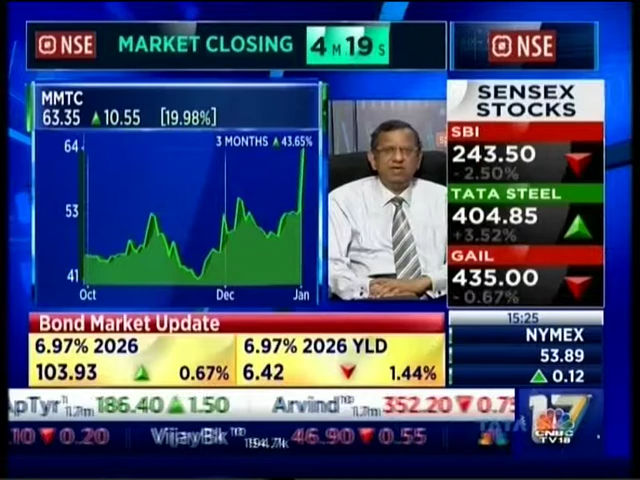 NSE MARKET CLOSING 4 M 19 S
NSE
MMTC
63.35 ▲ 10.55 [19.98%]
3 MONTHS ▲ 43.65%
64
53
41
Oct Dec Jan
SENSEX
STOCKS
SBI
243.50
- 2.50%
TATA STEEL
404.85
+3.52%
GAIL
435.00
- 0.67%
Bond Market Update
6.97% 2026
103.93 ▲ 0.67%
6.97% 2026 YLD
6.42 ▼ 1.44%
15:25
NYMEX
53.89
▲ 0.12
pTyr 186.40 ▲ 1.50 Arvind 352.20 ▼
.10 ▼ 0.20 VijayBk 46.90 ▼ 0.55
TATA
17
CNBC
TV18